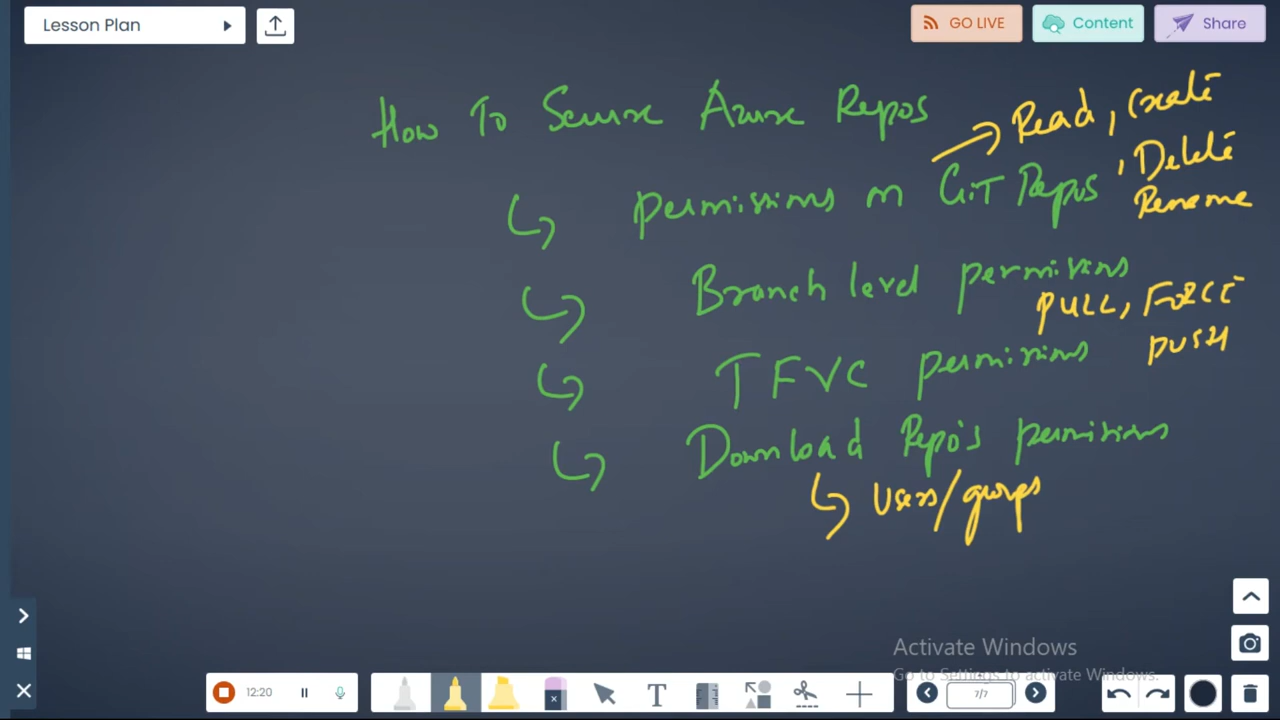 Lesson Plan
GO LIVE
Content
Share
How To Secure Azure Repos
Read, Create
, Delete
Rename
permissions on GIT Repos
Branch level permissions
PULL, FORCE
PUSH
TFVC permissions
Download Repo's permissions
Users/groups
Activate Windows
Go to Settings to activate Windows.
12:20
T
7/7